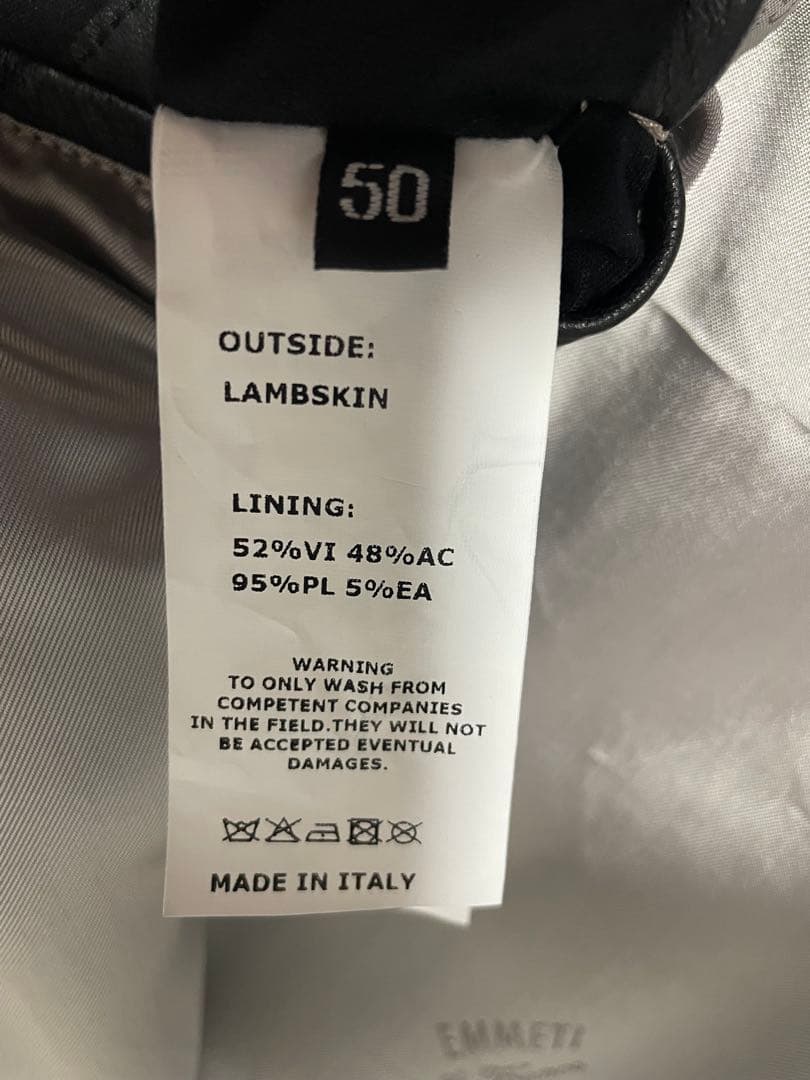 50
OUTSIDE:
LAMBSKIN
LINING:
52%VI 48%AC
95%PL 5%EA
WARNING
TO ONLY WASH FROM
COMPETENT COMPANIES
IN THE FIELD.THEY WILL NOT
BE ACCEPTED EVENTUAL
DAMAGES.
MADE IN ITALY
EMMETI